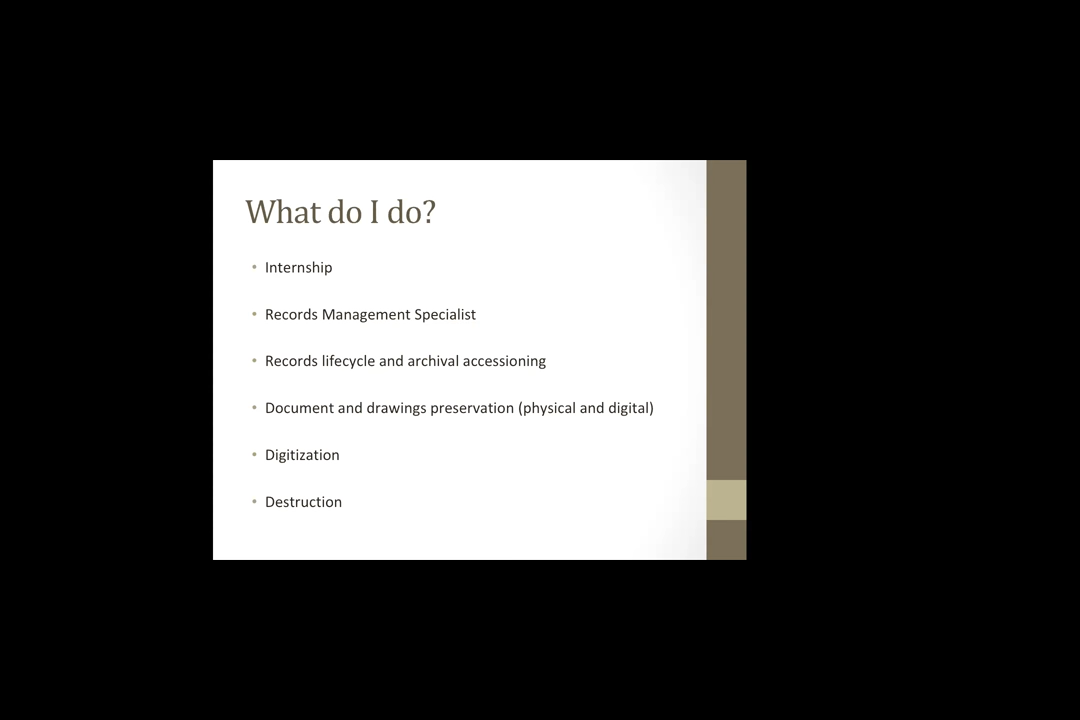 What do I do?
• Internship
• Records Management Specialist
• Records lifecycle and archival accessioning
• Document and drawings preservation (physical and digital)
• Digitization
• Destruction